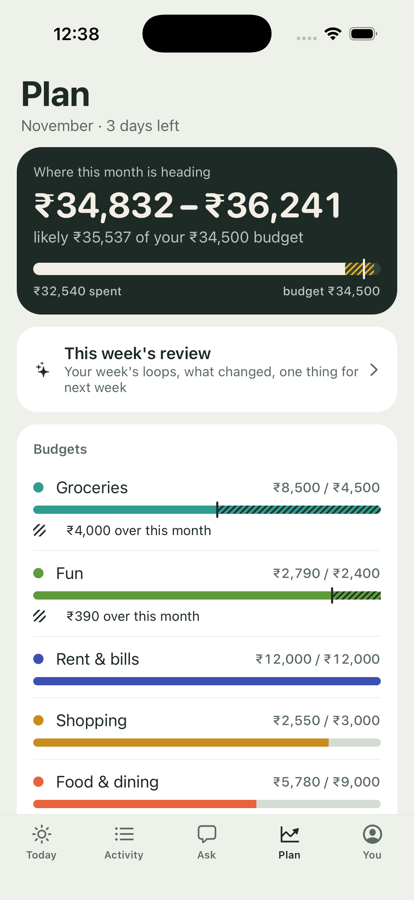 12:38
Plan
November · 3 days left
Where this month is heading
₹34,832 – ₹36,241
likely ₹35,537 of your ₹34,500 budget
₹32,540 spent
budget ₹34,500
This week's review
Your week's loops, what changed, one thing for
next week
Budgets
Groceries
₹8,500 / ₹4,500
₹4,000 over this month
Fun
₹2,790 / ₹2,400
₹390 over this month
Rent & bills
₹12,000 / ₹12,000
Shopping
₹2,550 / ₹3,000
Food & dining
₹5,780 / ₹9,000
Today
Activity
Ask
Plan
You